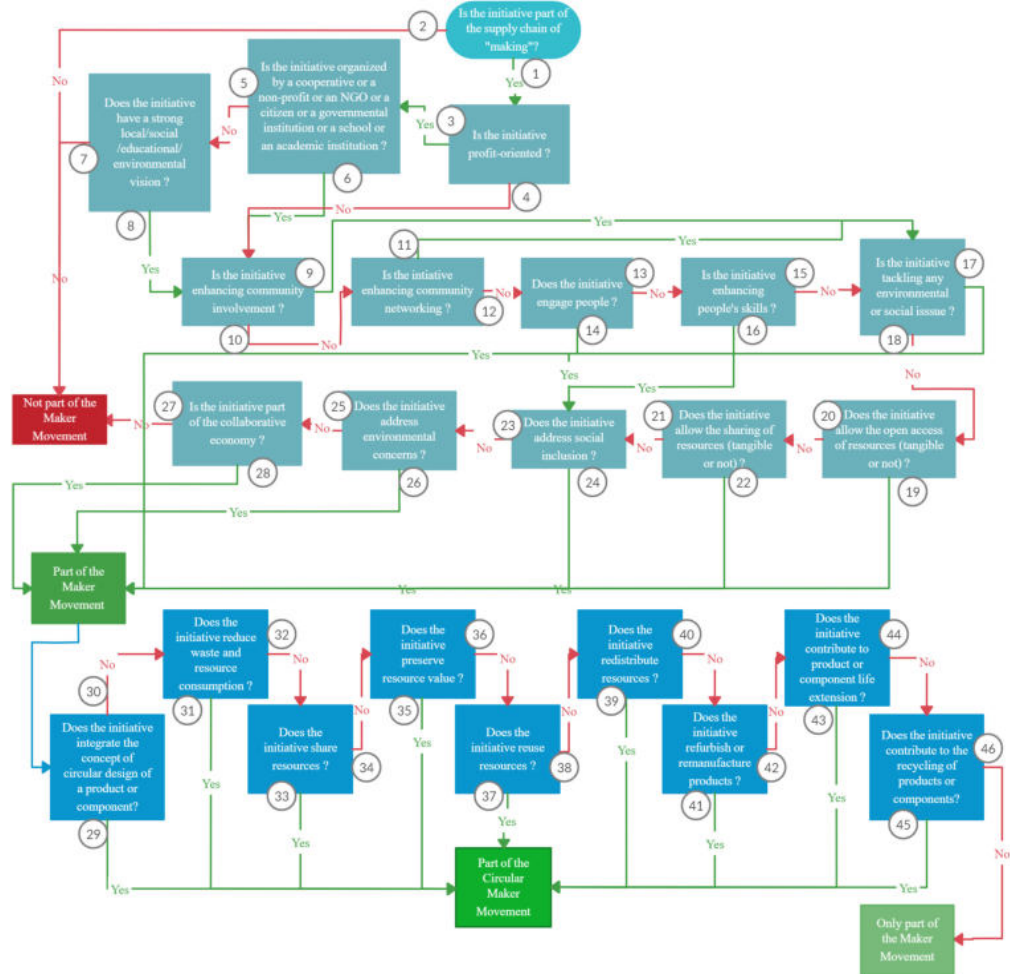 Is the initiative part of
the supply chain of
"making"?
2
No
1
Yes
Is the initiative organized
by a cooperative or a
non-profit or an NGO or a
citizen or a governmental
institution or a school or
an academic institution ?
5
6
3
Yes
Is the initiative
profit-oriented ?
4
No
Does the initiative
have a strong
local/social
/educational/
environmental
vision ?
No
7
8
Yes
Yes
No
No
Is the initiative
enhancing community
involvement ?
9
10
Yes
No
11
Yes
Is the initiative
enhancing community
networking ?
12
No
Does the initiative
engage people ?
13
14
No
Yes
Is the initiative
enhancing
people's skills ?
15
16
No
Yes
Is the initiative
tackling any
environmental
or social isssue ?
17
18
Yes
No
Not part of the
Maker
Movement
No
Is the initiative part
of the collaborative
economy ?
27
28
No
Yes
Does the initiative
address
environmental
concerns ?
25
26
No
Yes
Does the initiative
address social
inclusion ?
23
24
No
Yes
Does the initiative
allow the sharing of
resources (tangible
or not) ?
21
22
No
Yes
Does the initiative
allow the open access
of resources (tangible
or not) ?
20
19
Part of the
Maker
Movement
Does the initiative
integrate the
concept of
circular design of
a product or
component?
30
No
29
Yes
Does the
initiative reduce
waste and
resource
consumption ?
32
No
31
Does the
initiative share
resources ?
34
No
33
Yes
Does the
initiative
preserve
resource value ?
36
No
35
Yes
Does the
initiative reuse
resources ?
38
No
37
Yes
Does the
initiative
redistribute
resources ?
40
No
39
Does the
initiative
refurbish or
remanufacture
products ?
42
No
41
Yes
Does the
initiative
contribute to
product or
component life
extension ?
44
No
43
Does the initiative
contribute to the
recycling of
products or
components?
46
No
45
Yes
Part of the
Circular
Maker
Movement
Only part of
the Maker
Movement